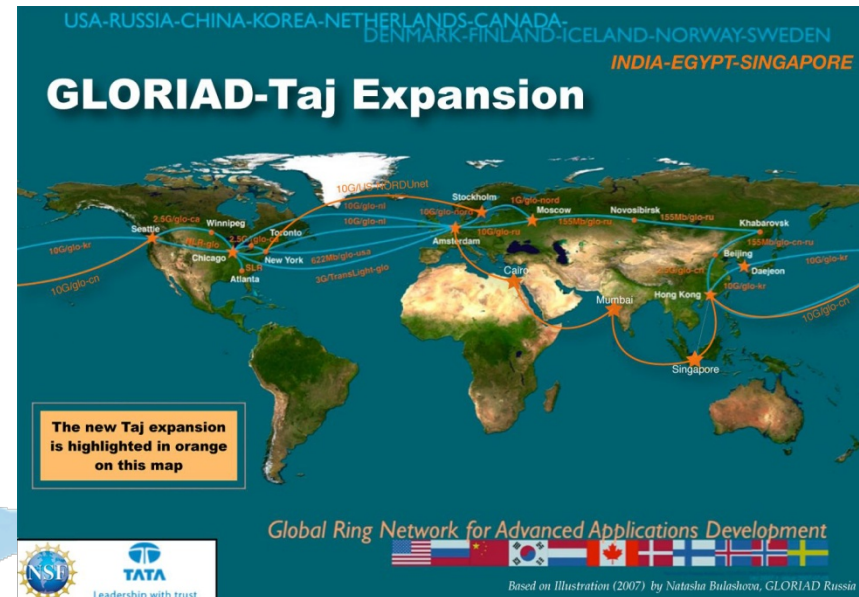 USA-RUSSIA-CHINA-KOREA-NETHERLANDS-CANADA-
DENMARK-FINLAND-ICELAND-NORWAY-SWEDEN
INDIA-EGYPT-SINGAPORE
GLORIAD-Taj Expansion
10G/US-NORDUnet
Stockholm
1G/glo-nord
2.5G/glo-ca
Winnipeg
10G/glo-nl
10G/glo-nord
Moscow
Novosibirsk
155Mb/glo-ru
155Mb/glo-ru
Khabarovsk
Seattle
Toronto
10G/glo-nl
Amsterdam
10G/glo-ru
155Mb/glo-cn-ru
10G/glo-kr
Chicago
New York
622Mb/glo-usa
Beijing
10G/glo-kr
SLR
3G/TransLight-glo
Cairo
Daejeon
Atlanta
10G/glo-cn
Mumbai
Hong Kong
10G/glo-kr
10G/glo-cn
Singapore
The new Taj expansion
is highlighted in orange
on this map
Global Ring Network for Advanced Applications Development
NSF
TATA
Leadership with trust
Based on Illustration (2007) by Natasha Bulashova, GLORIAD Russia